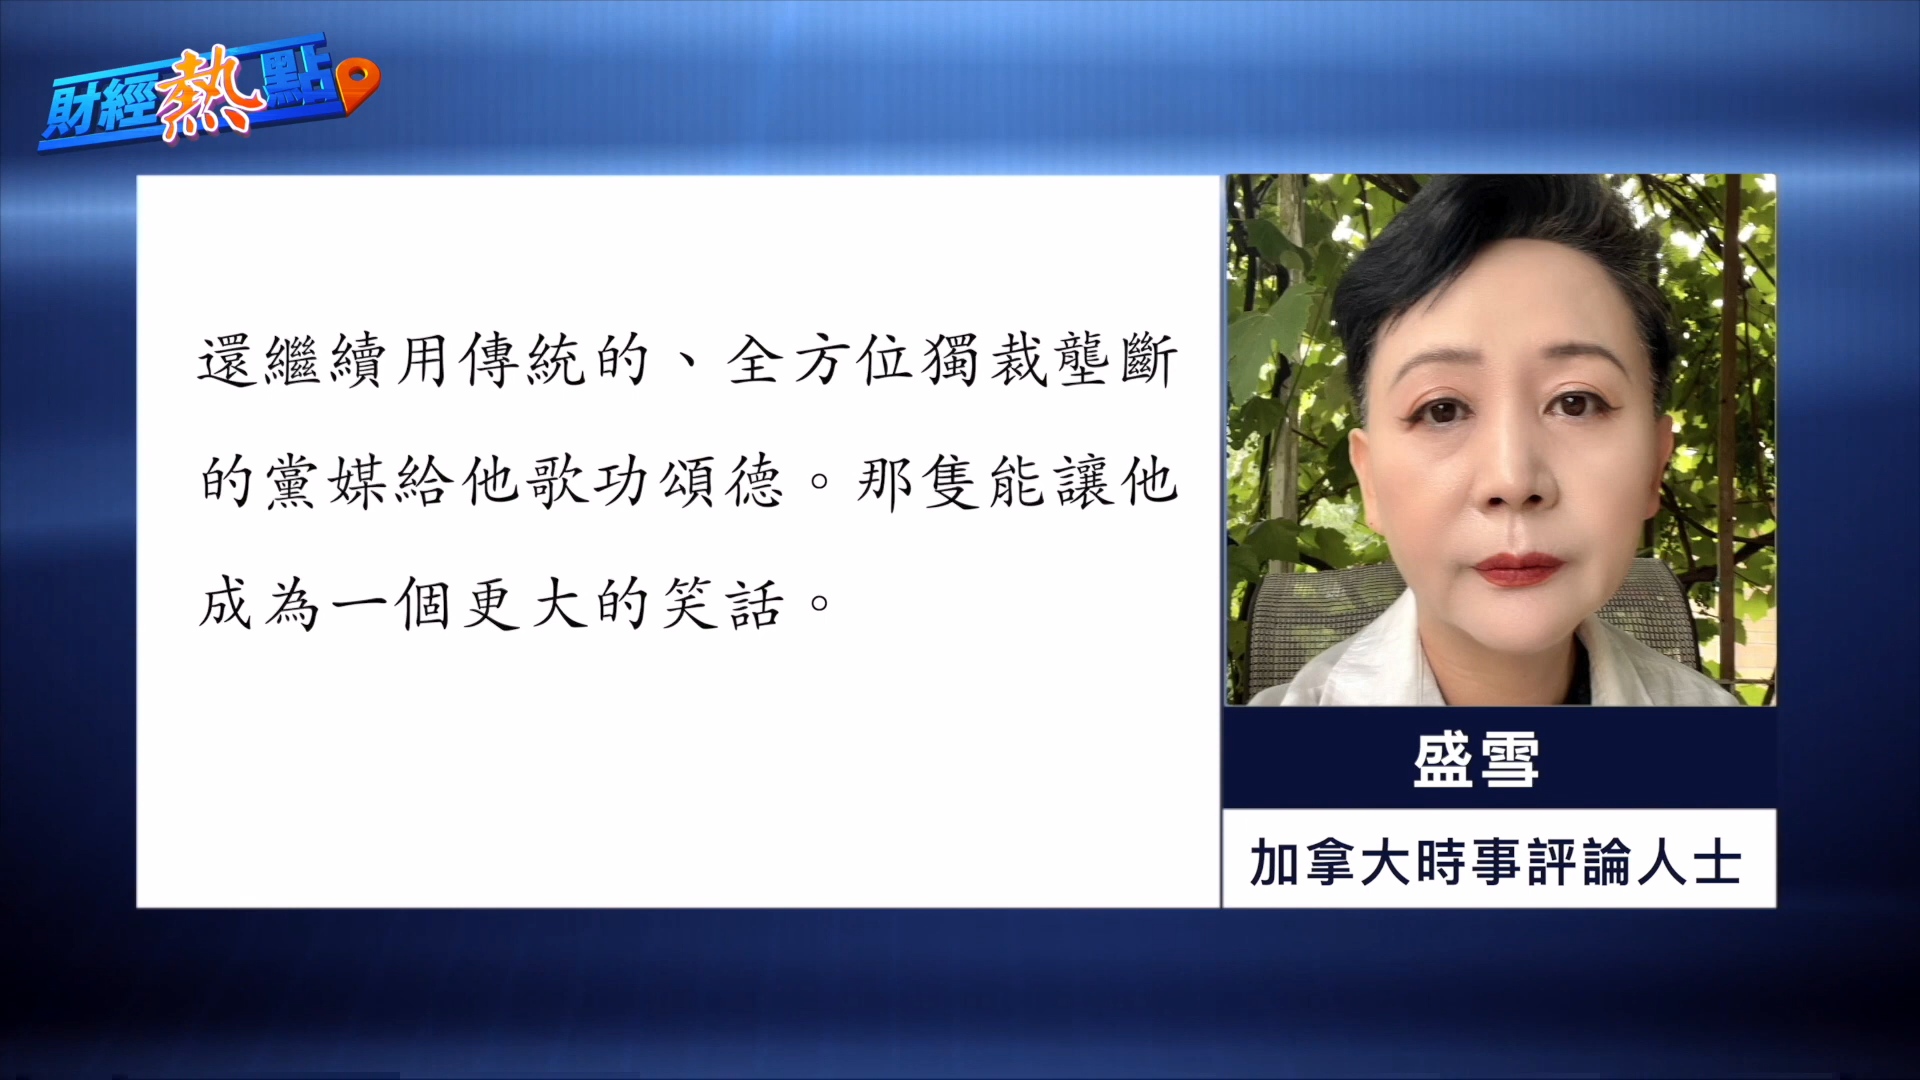 財經熱點
還繼續用傳統的、全方位獨裁壟斷
的黨媒給他歌功頌德。那隻能讓他
成為一個更大的笑話。
盛雪
加拿大時事評論人士